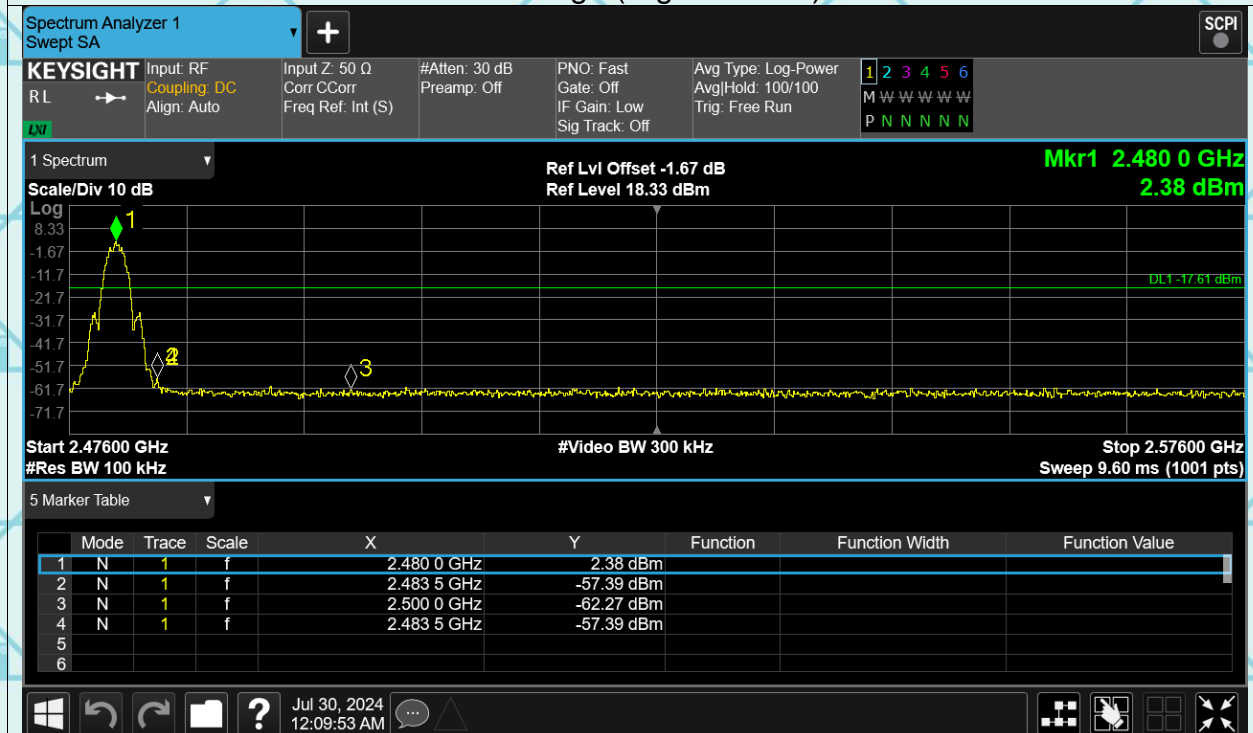 Spectrum Analyzer 1
Swept SA
+
SCPI
KEYSIGHT
R L
LXI
Input: RF
Coupling: DC
Align: Auto
Input Z: 50 Ω
Corr CCorr
Freq Ref: Int (S)
#Atten: 30 dB
Preamp: Off
PNO: Fast
Gate: Off
IF Gain: Low
Sig Track: Off
Avg Type: Log-Power
Avg|Hold: 100/100
Trig: Free Run
1 2 3 4 5 6
M W W W W W
P N N N N N
1 Spectrum
Scale/Div 10 dB
Ref Lvl Offset -1.67 dB
Ref Level 18.33 dBm
Mkr1 2.480 0 GHz
2.38 dBm
Log
8.33
-1.67
-11.7
-21.7
-31.7
-41.7
-51.7
-61.7
-71.7
1
3
DL1 -17.61 dBm
Start 2.47600 GHz
#Video BW 300 kHz
Stop 2.57600 GHz
#Res BW 100 kHz
Sweep 9.60 ms (1001 pts)
5 Marker Table
Mode Trace Scale X Y Function Function Width Function Value
1 N 1 f 2.480 0 GHz 2.38 dBm
2 N 1 f 2.483 5 GHz -57.39 dBm
3 N 1 f 2.500 0 GHz -62.27 dBm
4 N 1 f 2.483 5 GHz -57.39 dBm
5
6
?
Jul 30, 2024
12:09:53 AM